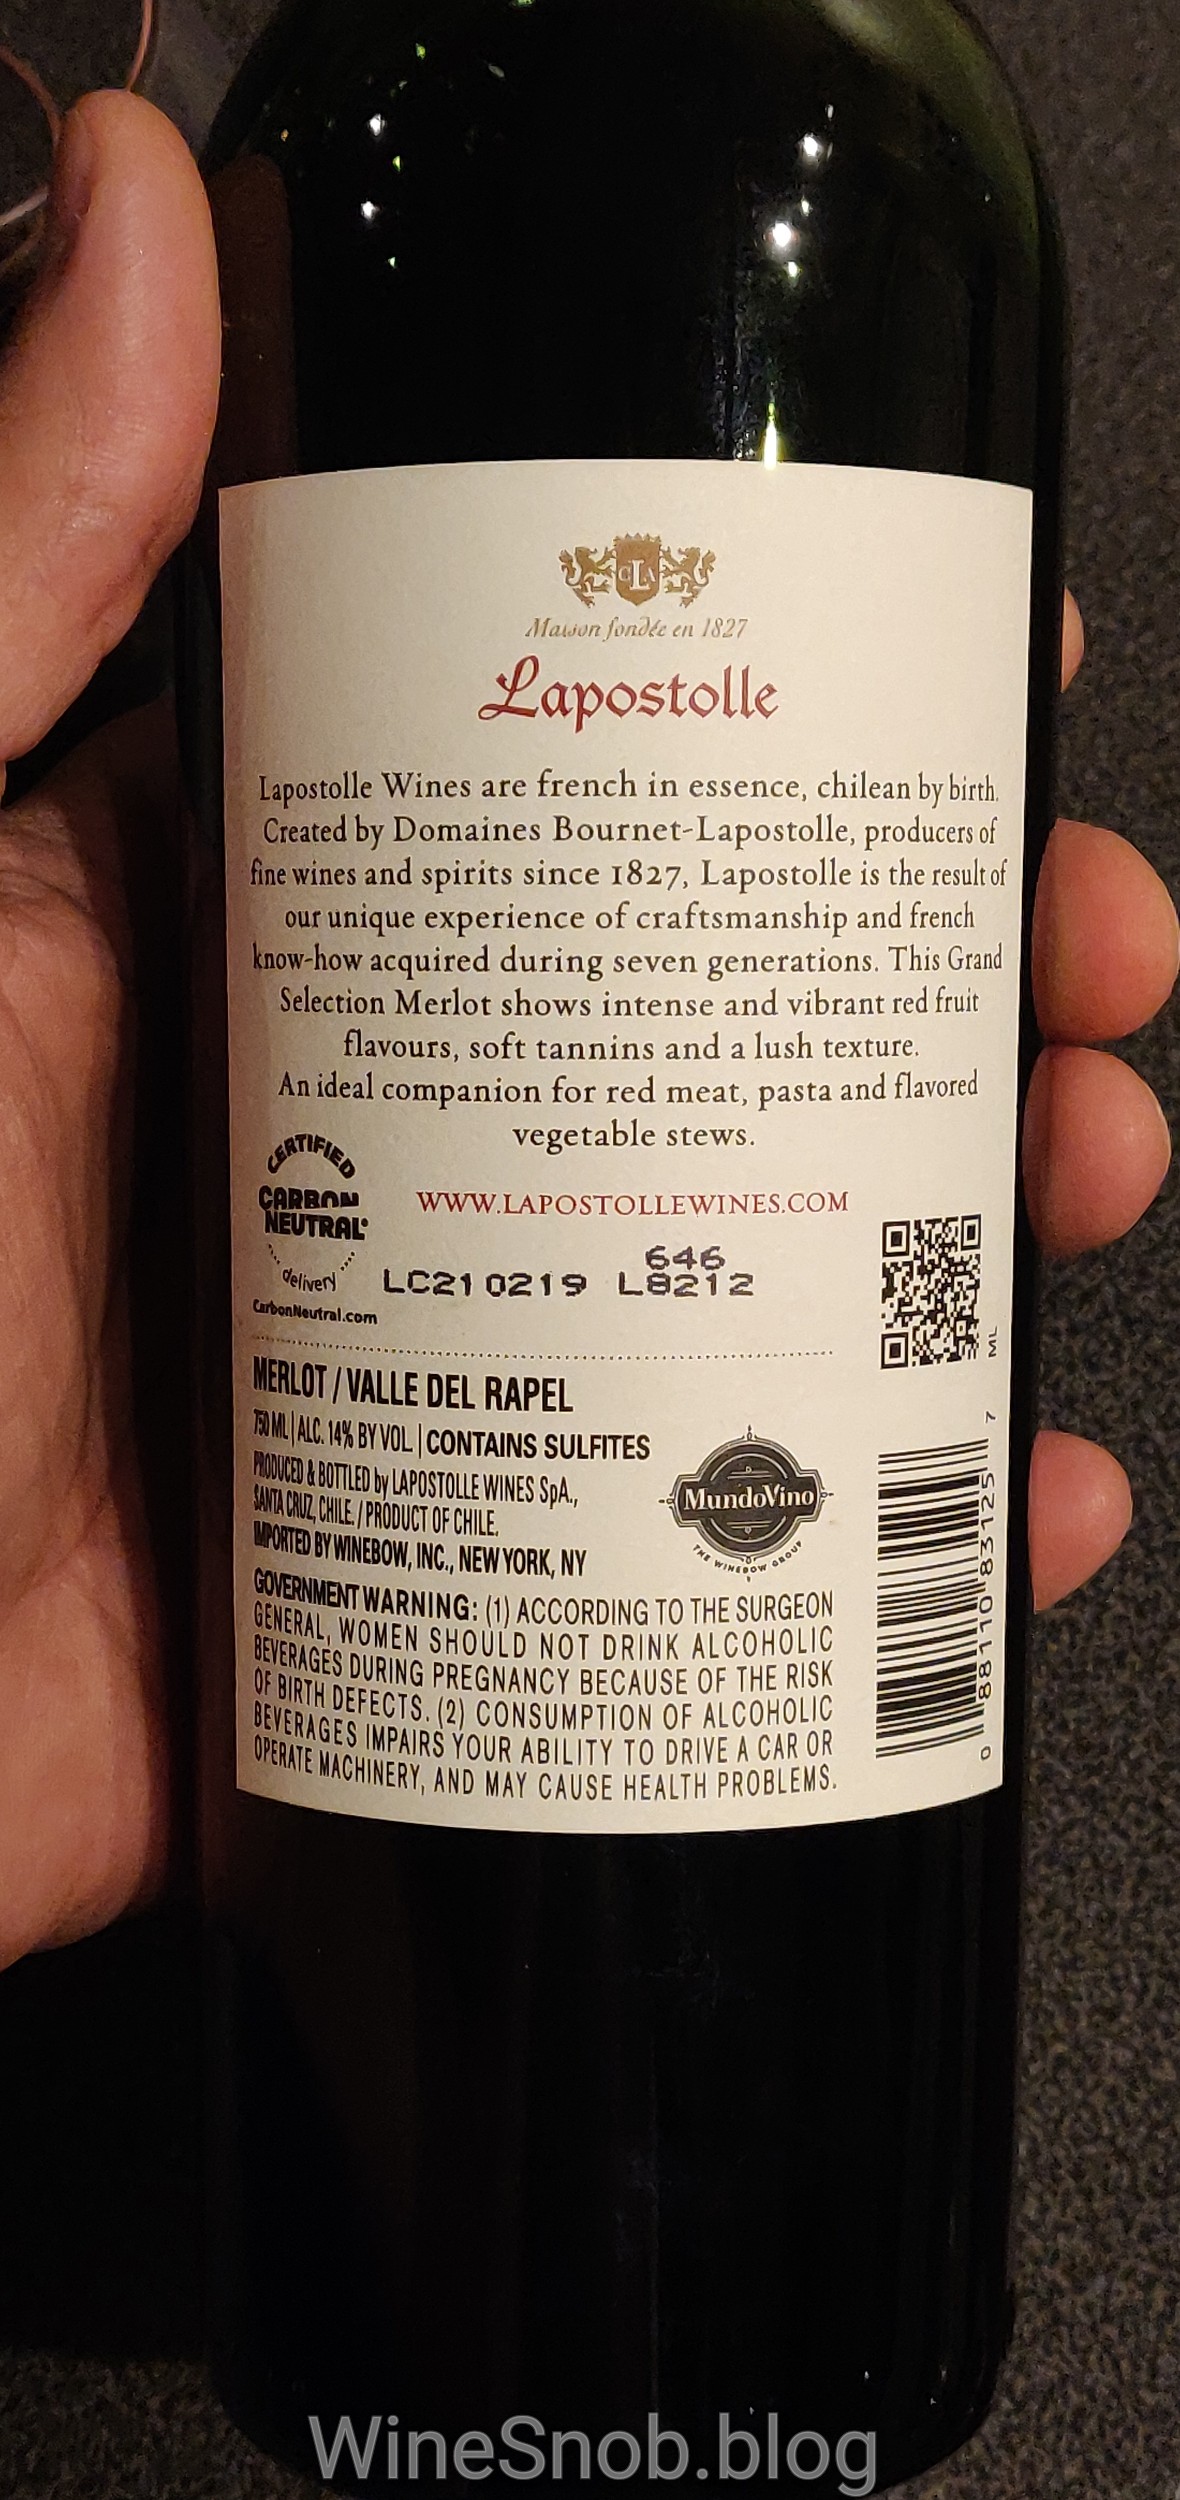 CLA
Maison fondée en 1827
Lapostolle
Lapostolle Wines are french in essence, chilean by birth.
Created by Domaines Bournet-Lapostolle, producers of
fine wines and spirits since 1827, Lapostolle is the result of
our unique experience of craftsmanship and french
know-how acquired during seven generations. This Grand
Selection Merlot shows intense and vibrant red fruit
flavours, soft tannins and a lush texture.
An ideal companion for red meat, pasta and flavored
vegetable stews.
CERTIFIED
CARBON
NEUTRAL®
delivery
CarbonNeutral.com
WWW.LAPOSTOLLEWINES.COM
646
LC21 0219 L8212
ML
MERLOT / VALLE DEL RAPEL
750 ML | ALC. 14% BY VOL. | CONTAINS SULFITES
PRODUCED & BOTTLED by LAPOSTOLLE WINES SpA.,
SANTA CRUZ, CHILE. / PRODUCT OF CHILE.
IMPORTED BY WINEBOW, INC., NEW YORK, NY
MundoVino
THE WINEBOW GROUP
GOVERNMENT WARNING: (1) ACCORDING TO THE SURGEON
GENERAL, WOMEN SHOULD NOT DRINK ALCOHOLIC
BEVERAGES DURING PREGNANCY BECAUSE OF THE RISK
OF BIRTH DEFECTS. (2) CONSUMPTION OF ALCOHOLIC
BEVERAGES IMPAIRS YOUR ABILITY TO DRIVE A CAR OR
OPERATE MACHINERY, AND MAY CAUSE HEALTH PROBLEMS.
0 88110 83125 7
WineSnob.blog